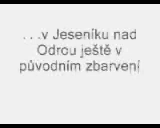 . . .v Jeseníku nad
Odrou ještě v
původním zbarvení